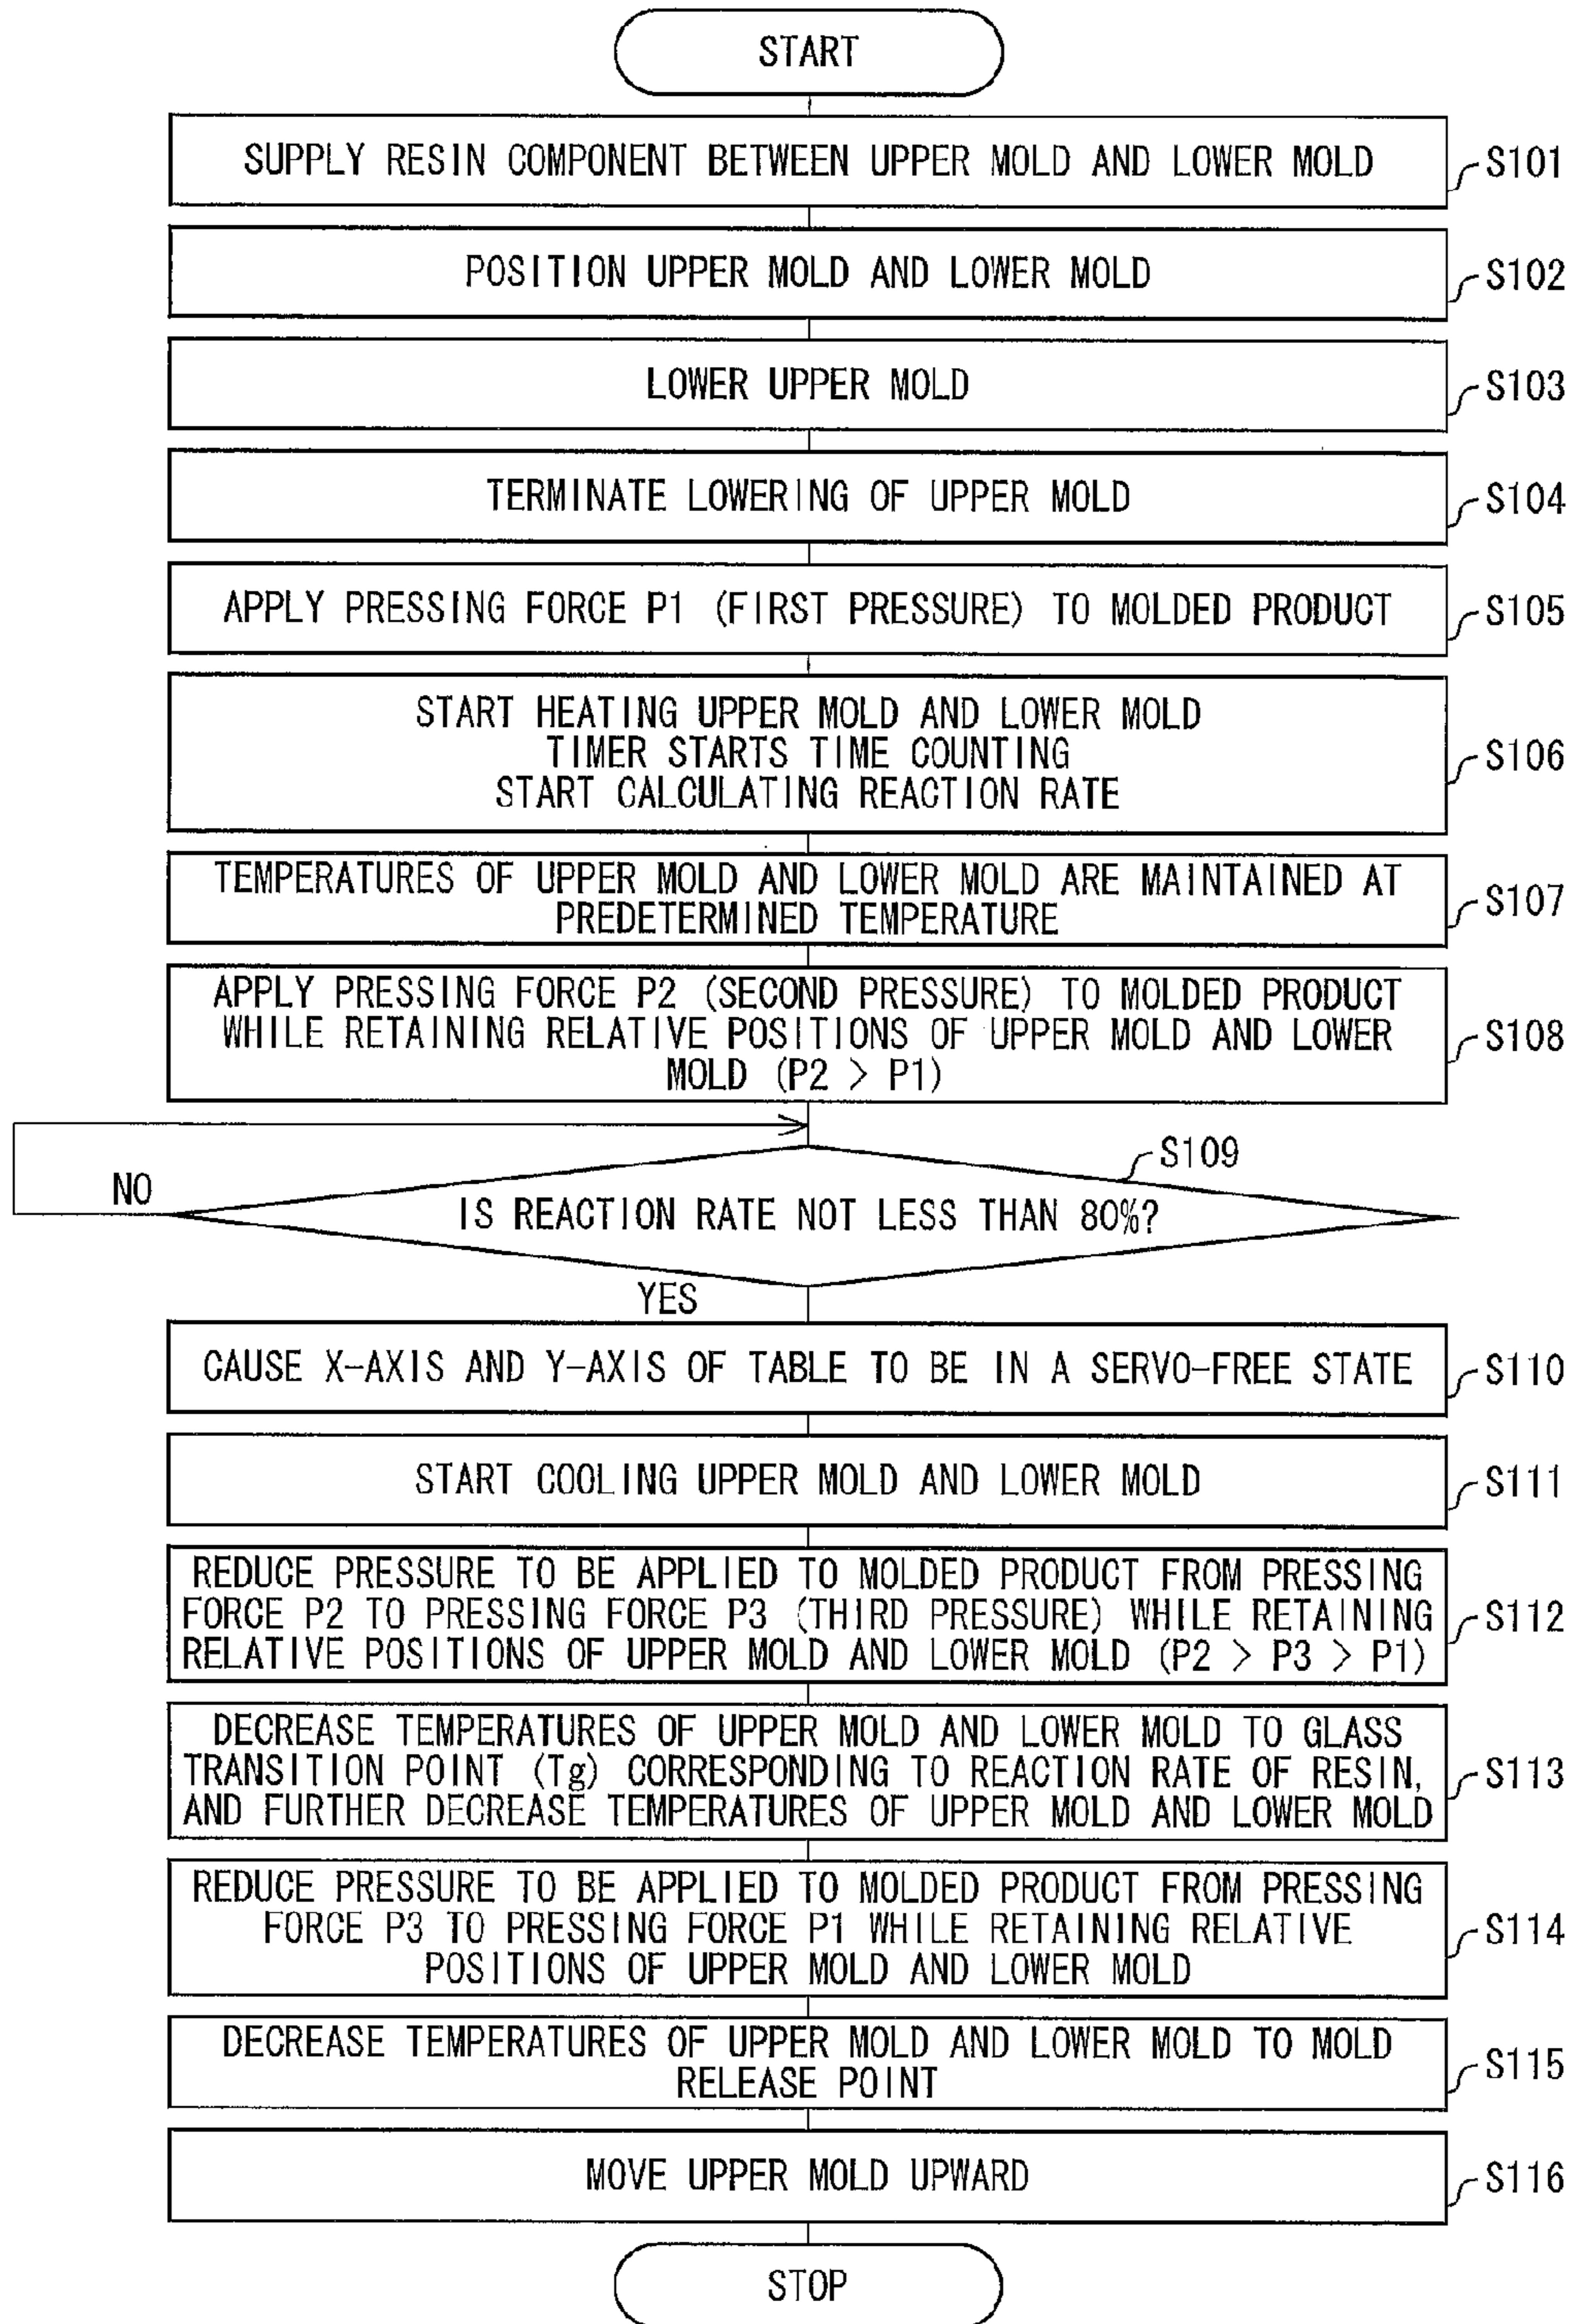 START
SUPPLY RESIN COMPONENT BETWEEN UPPER MOLD AND LOWER MOLD
S101
POSITION UPPER MOLD AND LOWER MOLD
S102
LOWER UPPER MOLD
S103
TERMINATE LOWERING OF UPPER MOLD
S104
APPLY PRESSING FORCE P1 (FIRST PRESSURE) TO MOLDED PRODUCT
S105
START HEATING UPPER MOLD AND LOWER MOLD
TIMER STARTS TIME COUNTING
START CALCULATING REACTION RATE
S106
TEMPERATURES OF UPPER MOLD AND LOWER MOLD ARE MAINTAINED AT
PREDETERMINED TEMPERATURE
S107
APPLY PRESSING FORCE P2 (SECOND PRESSURE) TO MOLDED PRODUCT
WHILE RETAINING RELATIVE POSITIONS OF UPPER MOLD AND LOWER
MOLD (P2 > P1)
S108
S109
NO
IS REACTION RATE NOT LESS THAN 80%?
YES
CAUSE X-AXIS AND Y-AXIS OF TABLE TO BE IN A SERVO-FREE STATE
S110
START COOLING UPPER MOLD AND LOWER MOLD
S111
REDUCE PRESSURE TO BE APPLIED TO MOLDED PRODUCT FROM PRESSING
FORCE P2 TO PRESSING FORCE P3 (THIRD PRESSURE) WHILE RETAINING
RELATIVE POSITIONS OF UPPER MOLD AND LOWER MOLD (P2 > P3 > P1)
S112
DECREASE TEMPERATURES OF UPPER MOLD AND LOWER MOLD TO GLASS
TRANSITION POINT (Tg) CORRESPONDING TO REACTION RATE OF RESIN,
AND FURTHER DECREASE TEMPERATURES OF UPPER MOLD AND LOWER MOLD
S113
REDUCE PRESSURE TO BE APPLIED TO MOLDED PRODUCT FROM PRESSING
FORCE P3 TO PRESSING FORCE P1 WHILE RETAINING RELATIVE
POSITIONS OF UPPER MOLD AND LOWER MOLD
S114
DECREASE TEMPERATURES OF UPPER MOLD AND LOWER MOLD TO MOLD
RELEASE POINT
S115
MOVE UPPER MOLD UPWARD
S116
STOP